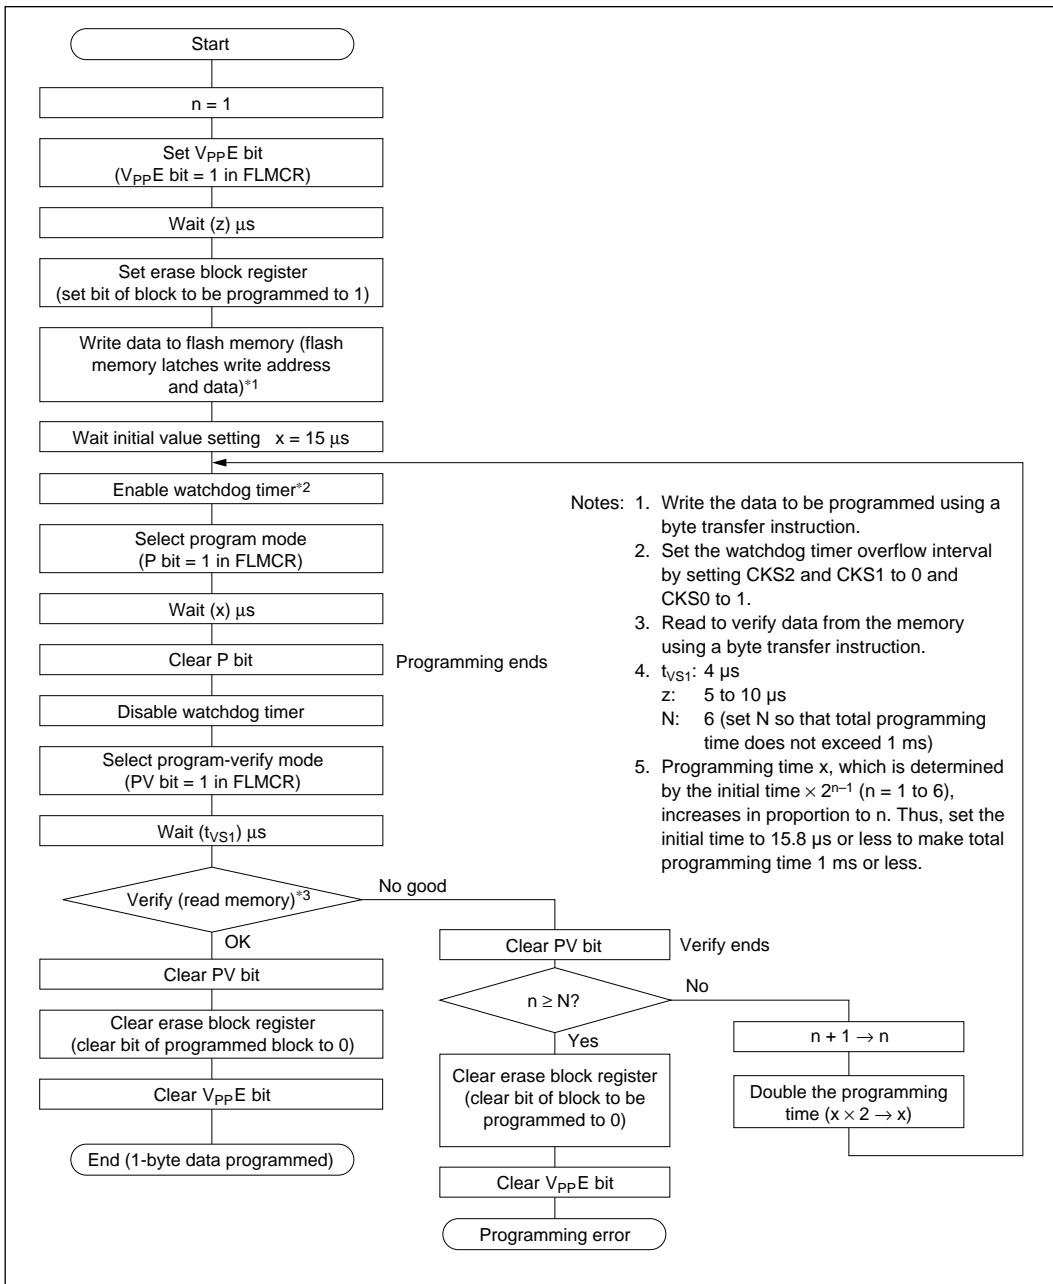 Start
n = 1
Set VPPE bit
(VPPE bit = 1 in FLMCR)
Wait (z) μs
Set erase block register
(set bit of block to be programmed to 1)
Write data to flash memory (flash
memory latches write address
and data)*1
Wait initial value setting x = 15 μs
Enable watchdog timer*2
Select program mode
(P bit = 1 in FLMCR)
Wait (x) μs
Clear P bit
Programming ends
Disable watchdog timer
Select program-verify mode
(PV bit = 1 in FLMCR)
Wait (tVS1) μs
Verify (read memory)*3
No good
OK
Clear PV bit
Clear erase block register
(clear bit of programmed block to 0)
Clear VPPE bit
End (1-byte data programmed)
Clear PV bit
Verify ends
n ≥ N?
No
Yes
Clear erase block register
(clear bit of block to be
programmed to 0)
Clear VPPE bit
Programming error
n + 1 → n
Double the programming
time (x × 2 → x)
Notes: 1. Write the data to be programmed using a
byte transfer instruction.
2. Set the watchdog timer overflow interval
by setting CKS2 and CKS1 to 0 and
CKS0 to 1.
3. Read to verify data from the memory
using a byte transfer instruction.
4. tVS1: 4 μs
z: 5 to 10 μs
N: 6 (set N so that total programming
time does not exceed 1 ms)
5. Programming time x, which is determined
by the initial time × 2n–1 (n = 1 to 6),
increases in proportion to n. Thus, set the
initial time to 15.8 μs or less to make total
programming time 1 ms or less.